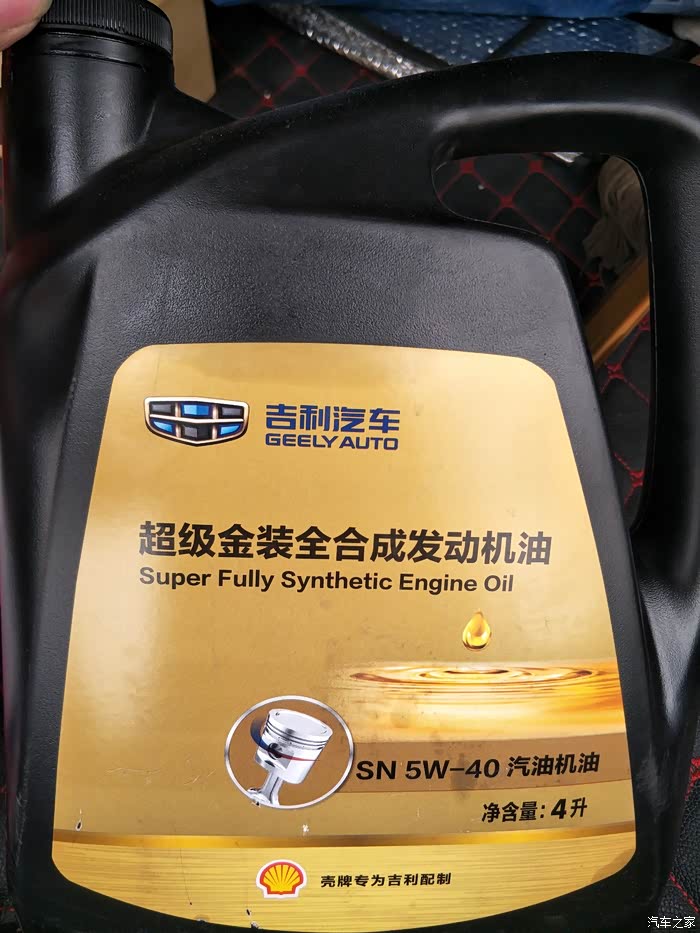 吉利汽车
GEELY AUTO
超级金装全合成发动机油
Super Fully Synthetic Engine Oil
SN 5W-40 汽油机油
净含量: 4升
壳牌专为吉利配制
汽车之家